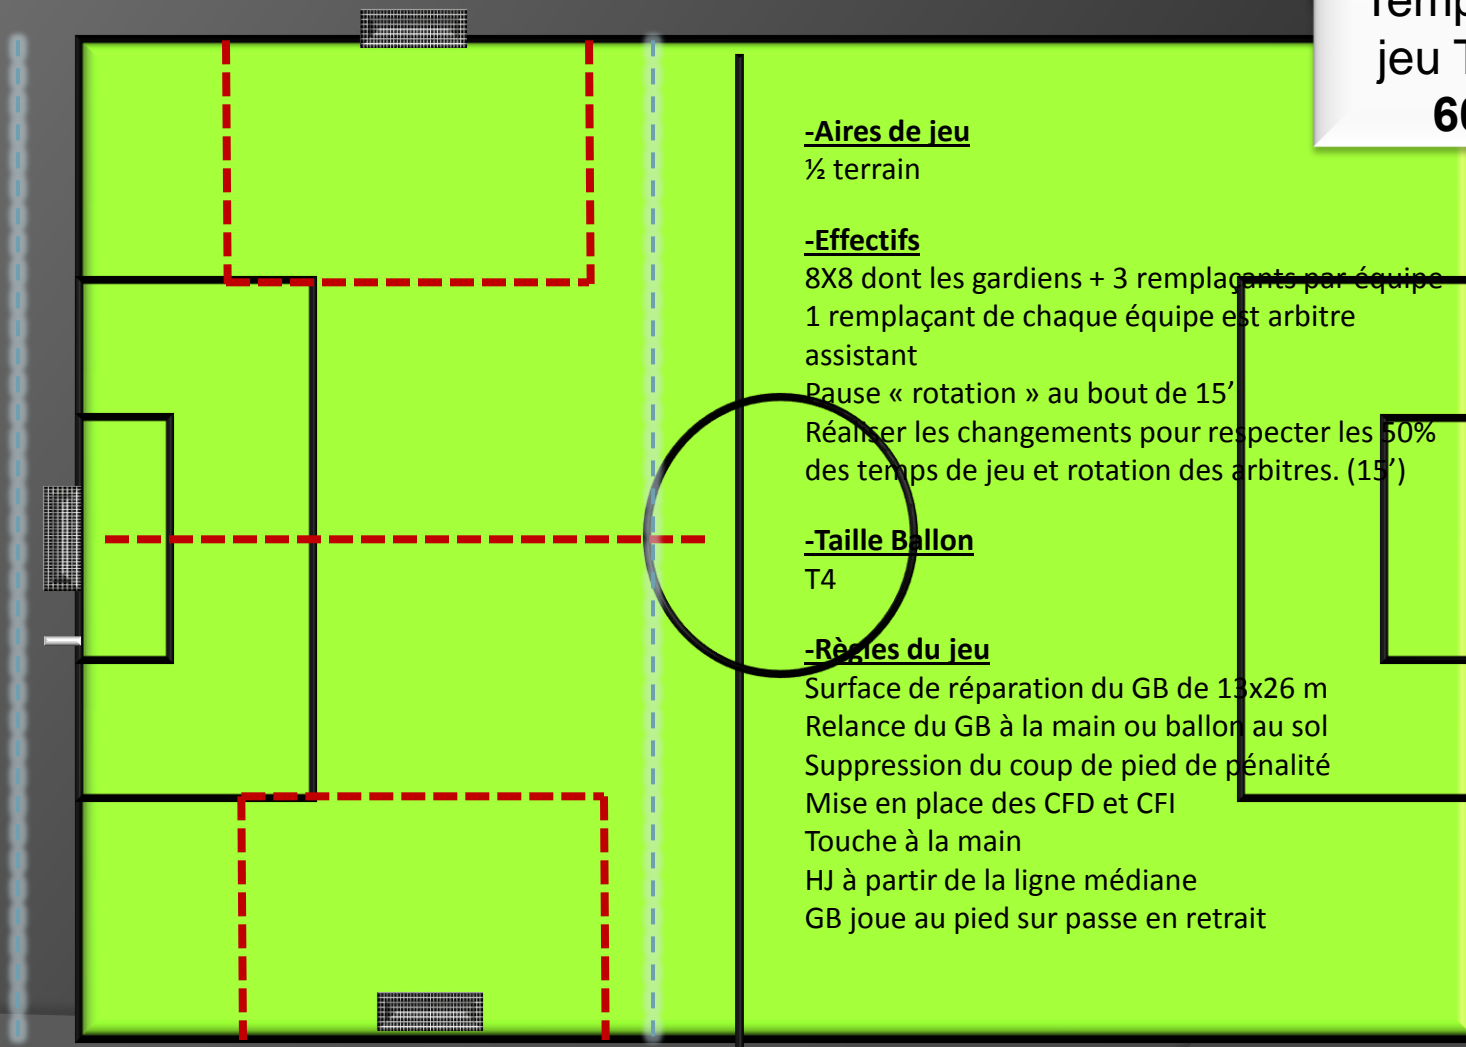 jeu
-Aires de jeu
½ terrain
-Effectifs
8X8 dont les gardiens + 3 remplaçants par équipe
1 remplaçant de chaque équipe est arbitre
assistant
Pause « rotation » au bout de 15’
Réaliser les changements pour respecter les 50%
des temps de jeu et rotation des arbitres. (15’)
-Taille Ballon
T4
-Règles du jeu
Surface de réparation du GB de 13x26 m
Relance du GB à la main ou ballon au sol
Suppression du coup de pied de pénalité
Mise en place des CFD et CFI
Touche à la main
HJ à partir de la ligne médiane
GB joue au pied sur passe en retrait